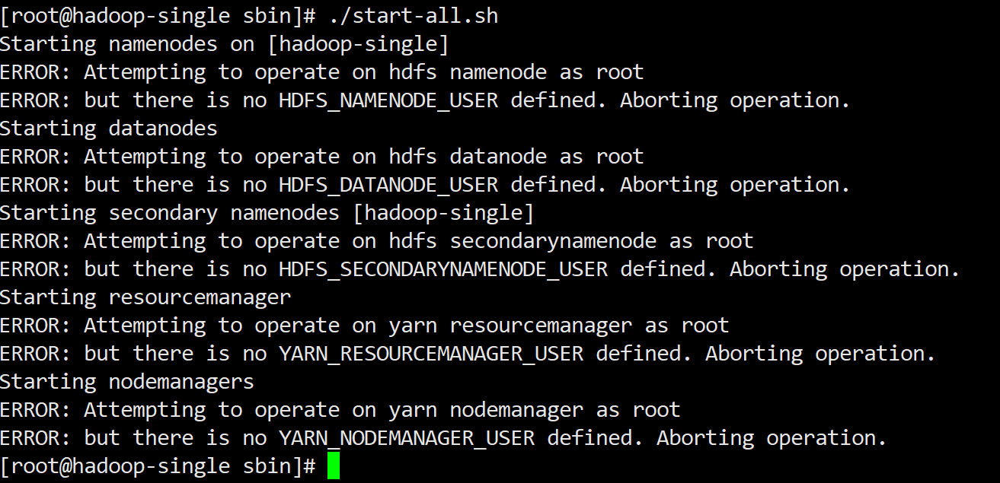 [root@hadoop-single sbin]# ./start-all.sh
Starting namenodes on [hadoop-single]
ERROR: Attempting to operate on hdfs namenode as root
ERROR: but there is no HDFS_NAMENODE_USER defined. Aborting operation.
Starting datanodes
ERROR: Attempting to operate on hdfs datanode as root
ERROR: but there is no HDFS_DATANODE_USER defined. Aborting operation.
Starting secondary namenodes [hadoop-single]
ERROR: Attempting to operate on hdfs secondarynamenode as root
ERROR: but there is no HDFS_SECONDARYNAMENODE_USER defined. Aborting operation.
Starting resourcemanager
ERROR: Attempting to operate on yarn resourcemanager as root
ERROR: but there is no YARN_RESOURCEMANAGER_USER defined. Aborting operation.
Starting nodemanagers
ERROR: Attempting to operate on yarn nodemanager as root
ERROR: but there is no YARN_NODEMANAGER_USER defined. Aborting operation.
[root@hadoop-single sbin]#